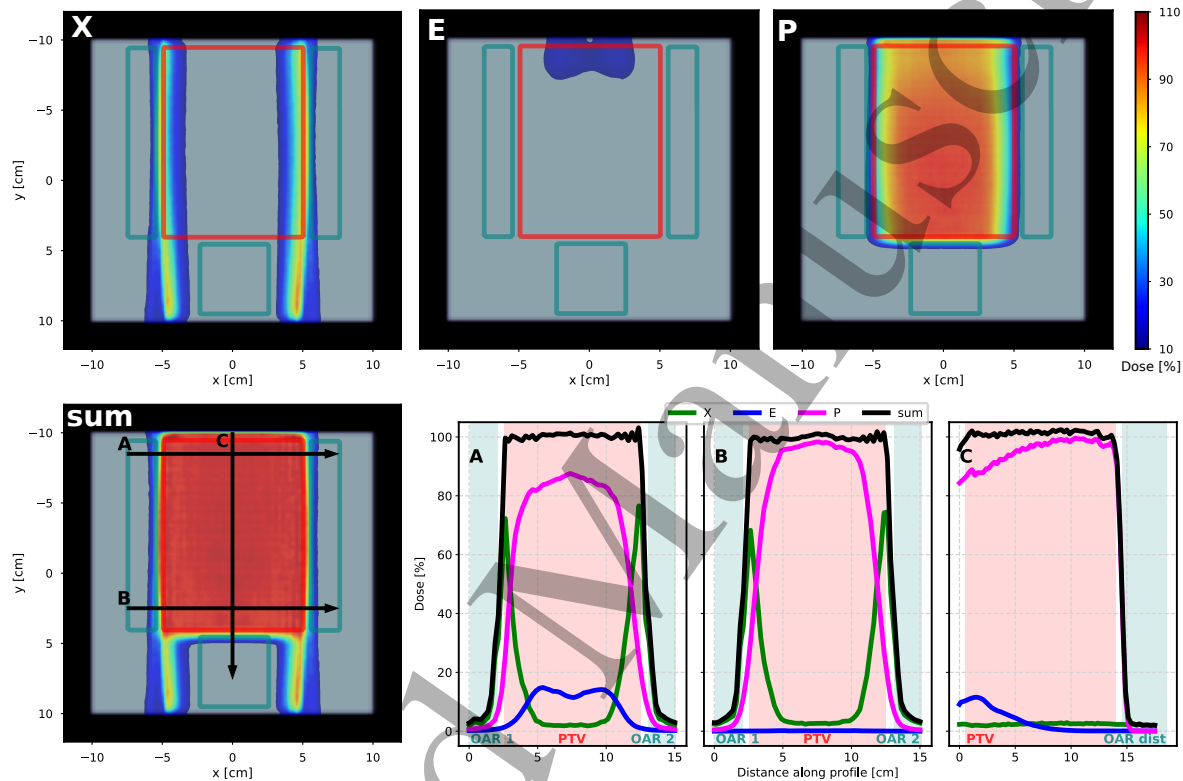 X
E
P
−10
−5
0
5
10
y [cm]
−10 −5 0 5 10
x [cm]
−10 −5 0 5 10
x [cm]
−10 −5 0 5 10
x [cm]
110
90
70
50
30
10
Dose [%]
sum
A
B
C
−10
−5
0
5
10
y [cm]
−10 −5 0 5 10
x [cm]
X E P sum
100
80
60
40
20
0
Dose [%]
A
OAR 1 PTV OAR 2
0 5 10 15
B
OAR 1 PTV OAR 2
0 5 10 15
Distance along profile [cm]
C
PTV OAR dist
0 5 10 15